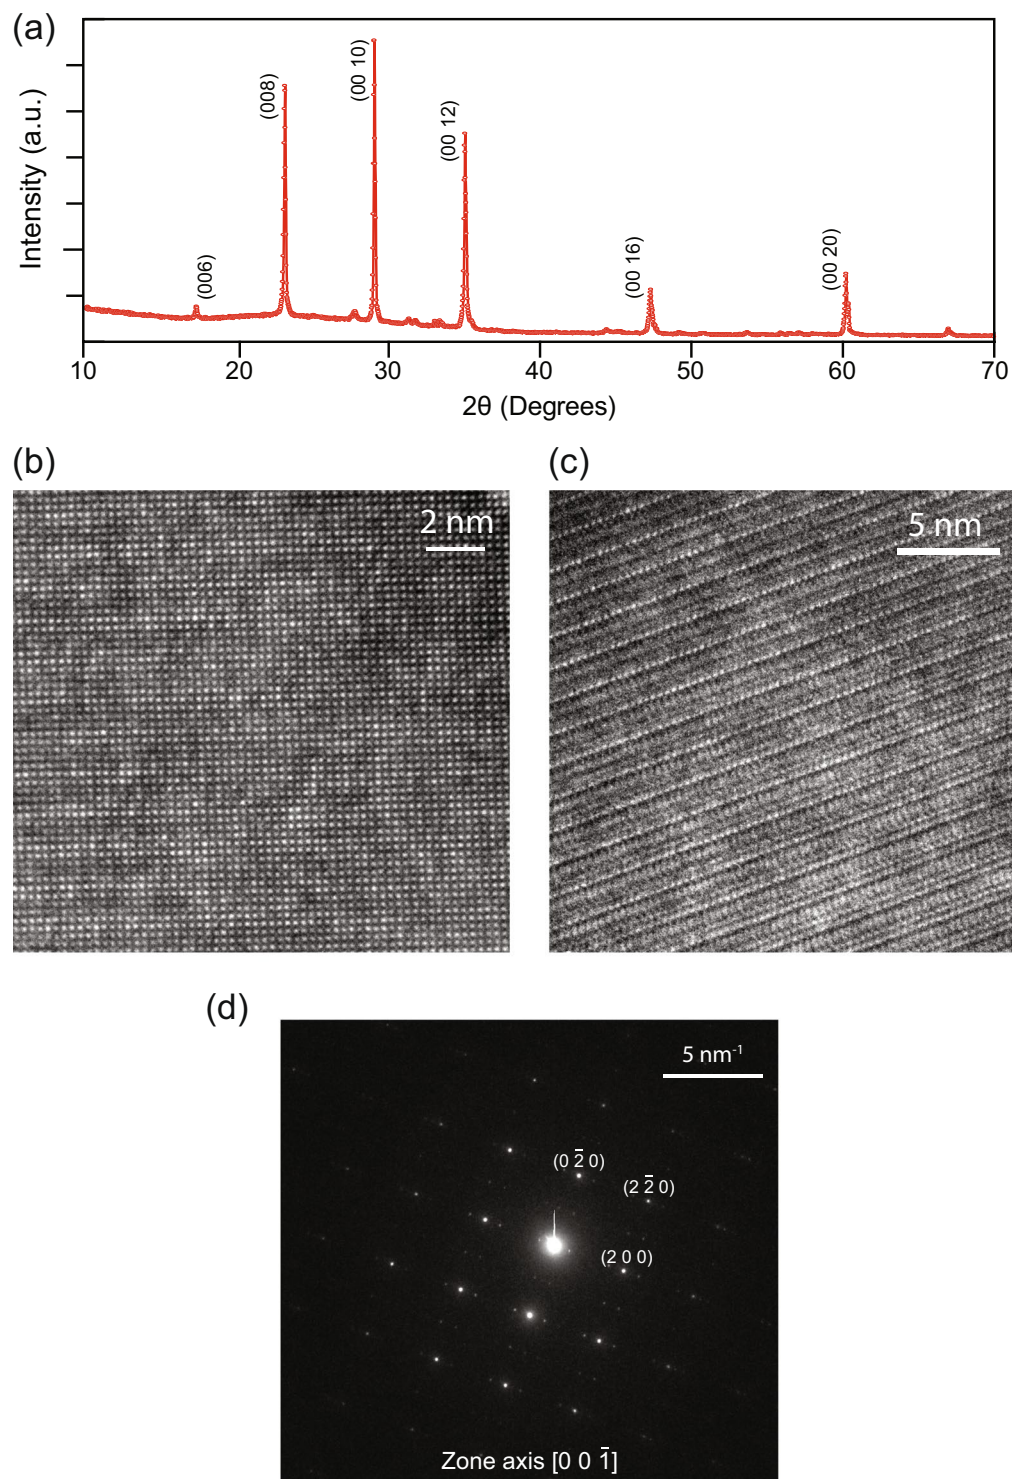 (a)
Intensity (a.u.)
(006)
(008)
(00 10)
(00 12)
(00 16)
(00 20)
10 20 30 40 50 60 70
2θ (Degrees)
(b)
(c)
2 nm
5 nm
(d)
5 nm⁻¹
(0 2̅ 0)
(2 2̅ 0)
(2 0 0)
Zone axis [0 0 1̅]